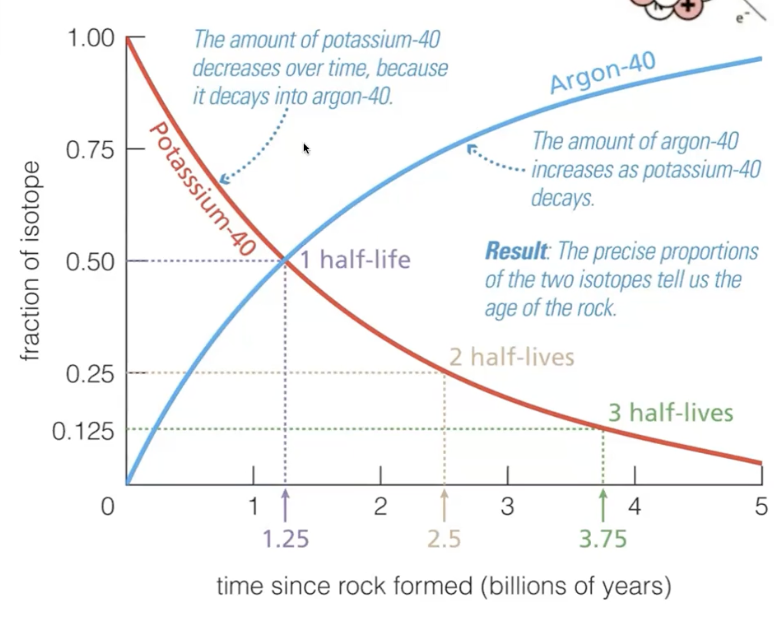 e⁻
1.00
The amount of potassium-40
decreases over time, because
it decays into argon-40.
Argon-40
0.75
Potasssium-40
The amount of argon-40
increases as potassium-40
decays.
fraction of isotope
0.50
1 half-life
Result: The precise proportions
of the two isotopes tell us the
age of the rock.
0.25
2 half-lives
0.125
3 half-lives
0 1 2 3 4 5
1.25 2.5 3.75
time since rock formed (billions of years)